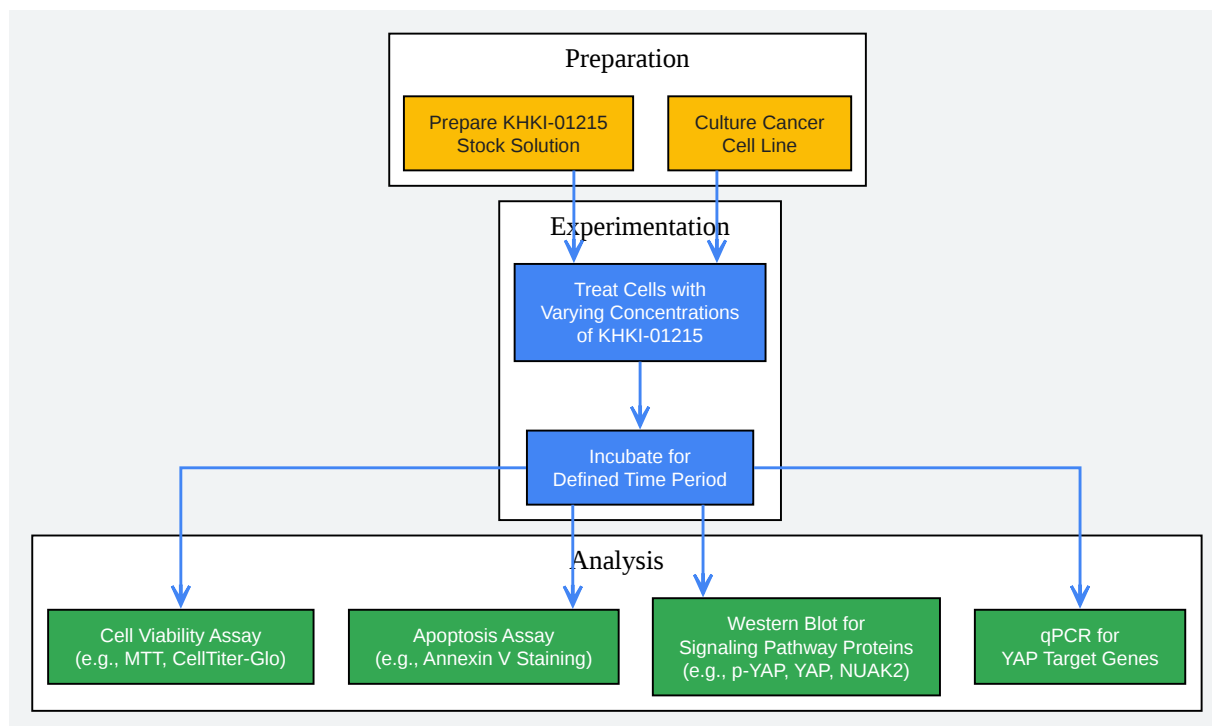 Preparation
Prepare KHKI-01215
Stock Solution
Culture Cancer
Cell Line
Experimentation
Treat Cells with
Varying Concentrations
of KHKI-01215
Incubate for
Defined Time Period
Analysis
Cell Viability Assay
(e.g., MTT, CellTiter-Glo)
Apoptosis Assay
(e.g., Annexin V Staining)
Western Blot for
Signaling Pathway Proteins
(e.g., p-YAP, YAP, NUAK2)
qPCR for
YAP Target Genes